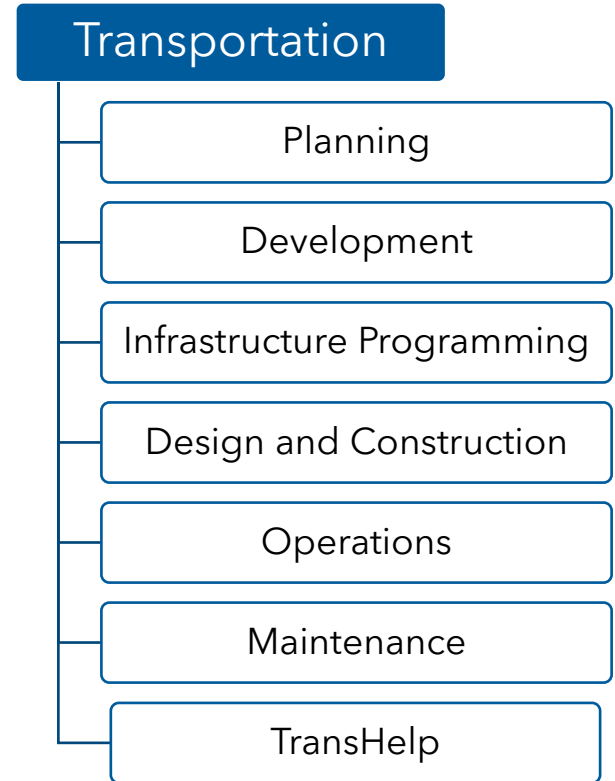 Transportation
Planning
Development
Infrastructure Programming
Design and Construction
Operations
Maintenance
TransHelp